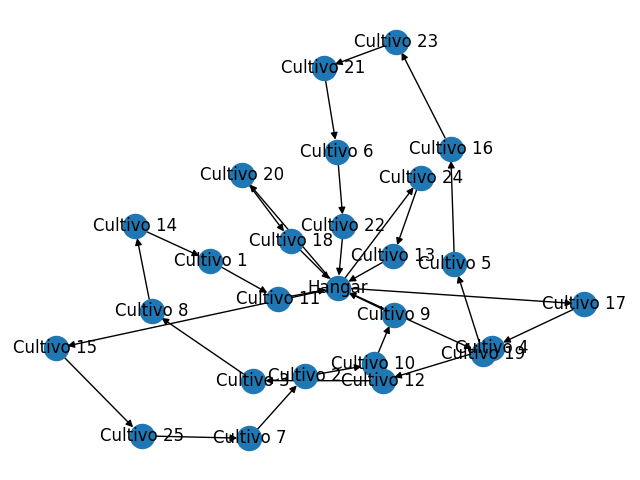 Cultivo 23
Cultivo 21
Cultivo 16
Cultivo 6
Cultivo 20
Cultivo 24
Cultivo 14
Cultivo 22
Cultivo 18
Cultivo 13
Cultivo 1
Cultivo 5
Hangar
Cultivo 11
Cultivo 17
Cultivo 8
Cultivo 9
Cultivo 15
Cultivo 4
Cultivo 19
Cultivo 10
Cultivo 2
Cultivo 3
Cultivo 12
Cultivo 25
Cultivo 7